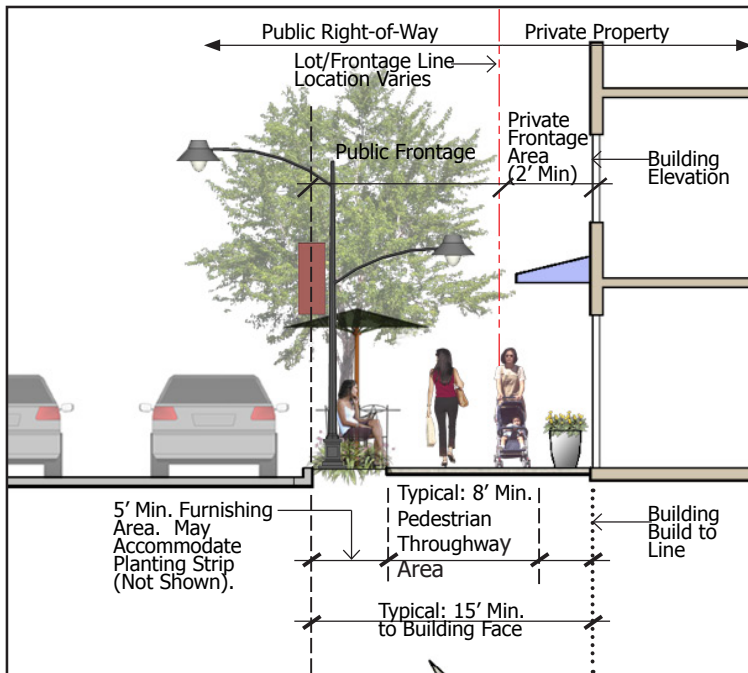 Public Right-of-Way
Private Property
Lot/Frontage Line
Location Varies
Private
Frontage
Area
(2’ Min)
Public Frontage
Building
Elevation
5’ Min. Furnishing
Area.  May
Accommodate
Planting Strip
(Not Shown).
Typical: 8’ Min.
Pedestrian
Throughway
Area
Building
Build to
Line
Typical: 15’ Min.
to Building Face